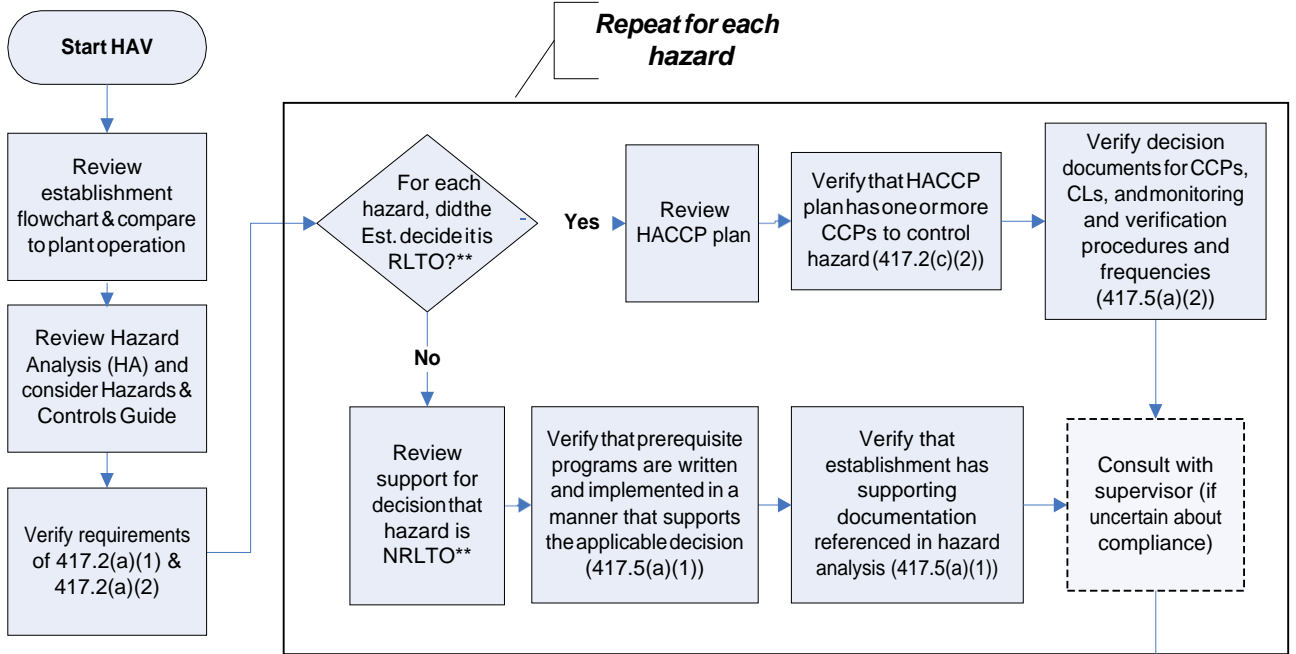 Start HAV
Review
establishment
flowchart & compare
to plant operation
Review Hazard
Analysis (HA) and
consider Hazards &
Controls Guide
Verify requirements
of 417.2(a)(1) &
417.2(a)(2)
Repeat for each
hazard
For each
hazard, did the
Est. decide it is
RLTO?**
Yes
Review
HACCP plan
Verify that HACCP
plan has one or more
CCPs to control
hazard (417.2(c)(2))
Verify decision
documents for CCPs,
CLs, and monitoring
and verification
procedures and
frequencies
(417.5(a)(2))
No
Review
support for
decision that
hazard is
NRLTO**
Verify that prerequisite
programs are written
and implemented in a
manner that supports
the applicable decision
(417.5(a)(1))
Verify that
establishment has
supporting
documentation
referenced in hazard
analysis (417.5(a)(1))
Consult with
supervisor (if
uncertain about
compliance)